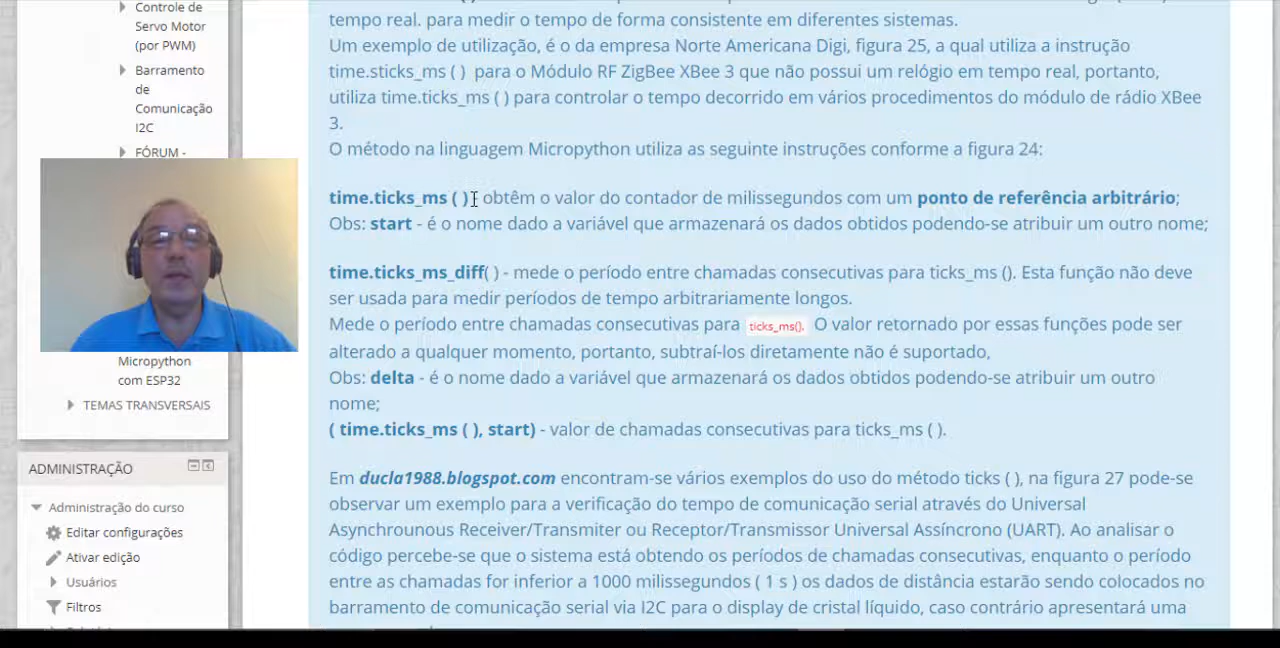 Controle de
Servo Motor
(por PWM)
Barramento
de
Comunicação
I2C
FÓRUM -
Micropython
com ESP32
TEMAS TRANSVERSAIS
ADMINISTRAÇÃO
Administração do curso
Editar configurações
Ativar edição
Usuários
Filtros
tempo real. para medir o tempo de forma consistente em diferentes sistemas.
Um exemplo de utilização, é o da empresa Norte Americana Digi, figura 25, a qual utiliza a instrução
time.sticks_ms ( ) para o Módulo RF ZigBee XBee 3 que não possui um relógio em tempo real, portanto,
utiliza time.ticks_ms ( ) para controlar o tempo decorrido em vários procedimentos do módulo de rádio XBee
3.
O método na linguagem Micropython utiliza as seguinte instruções conforme a figura 24:
time.ticks_ms ( ) obtêm o valor do contador de milissegundos com um ponto de referência arbitrário;
Obs: start - é o nome dado a variável que armazenará os dados obtidos podendo-se atribuir um outro nome;
time.ticks_ms_diff( ) - mede o período entre chamadas consecutivas para ticks_ms (). Esta função não deve
ser usada para medir períodos de tempo arbitrariamente longos.
Mede o período entre chamadas consecutivas para ticks_ms(). O valor retornado por essas funções pode ser
alterado a qualquer momento, portanto, subtraí-los diretamente não é suportado,
Obs: delta - é o nome dado a variável que armazenará os dados obtidos podendo-se atribuir um outro
nome;
( time.ticks_ms ( ), start) - valor de chamadas consecutivas para ticks_ms ( ).
Em ducla1988.blogspot.com encontram-se vários exemplos do uso do método ticks ( ), na figura 27 pode-se
observar um exemplo para a verificação do tempo de comunicação serial através do Universal
Asynchrounous Receiver/Transmiter ou Receptor/Transmissor Universal Assíncrono (UART). Ao analisar o
código percebe-se que o sistema está obtendo os períodos de chamadas consecutivas, enquanto o período
entre as chamadas for inferior a 1000 milissegundos ( 1 s ) os dados de distância estarão sendo colocados no
barramento de comunicação serial via I2C para o display de cristal líquido, caso contrário apresentará uma